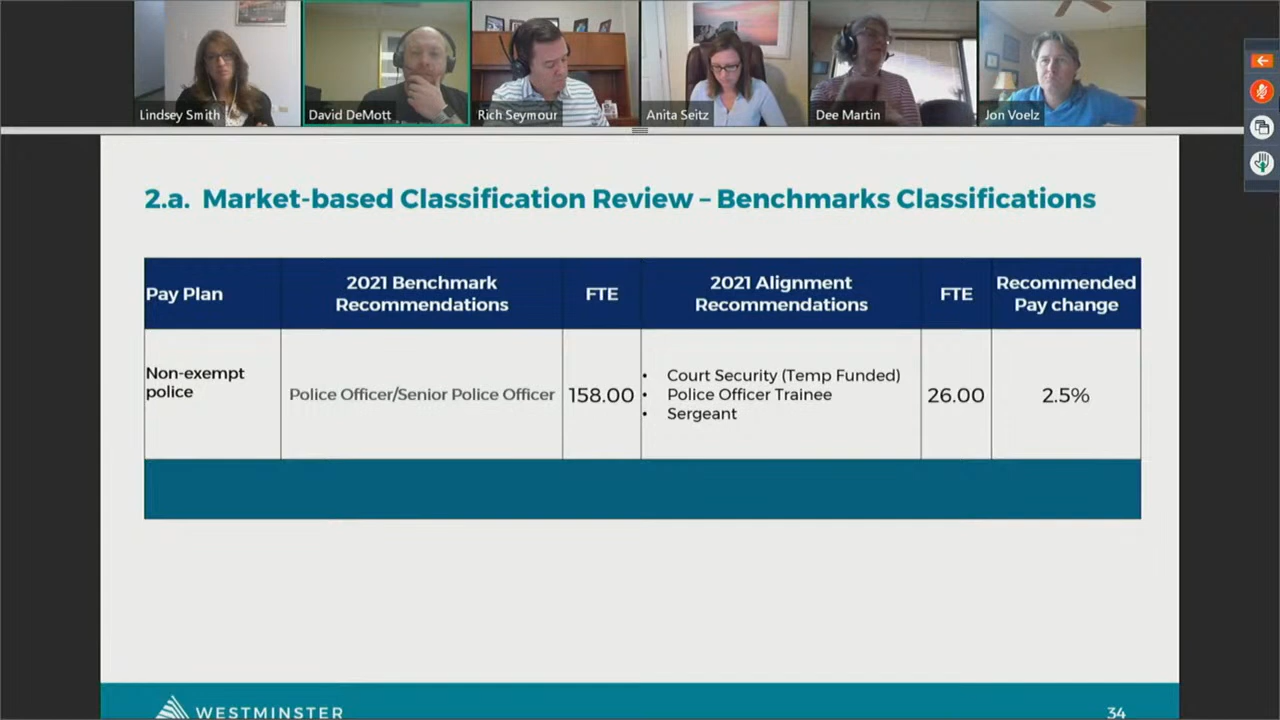 Lindsey Smith
David DeMott
Rich Seymour
Anita Seitz
Dee Martin
Jon Voelz
2.a. Market-based Classification Review – Benchmarks Classifications
Pay Plan
2021 Benchmark
Recommendations
FTE
2021 Alignment
Recommendations
FTE
Recommended
Pay change
Non-exempt
police
Police Officer/Senior Police Officer
158.00
• Court Security (Temp Funded)
• Police Officer Trainee
• Sergeant
26.00
2.5%
WESTMINSTER
34